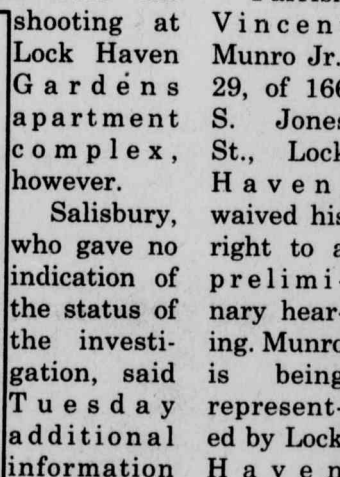 shooting at
Lock Haven
Gardens
apartment
complex,
however.
Salisbury,
who gave no
indication of
the status of
the investi-
gation, said
Tuesday
additional
information
Vincen
Munro Jr.
29, of 166
S. Jones
St., Lock
Haven
waived his
right to a
prelimi-
nary hear-
ing. Munro
is being
represent-
ed by Lock
Haven